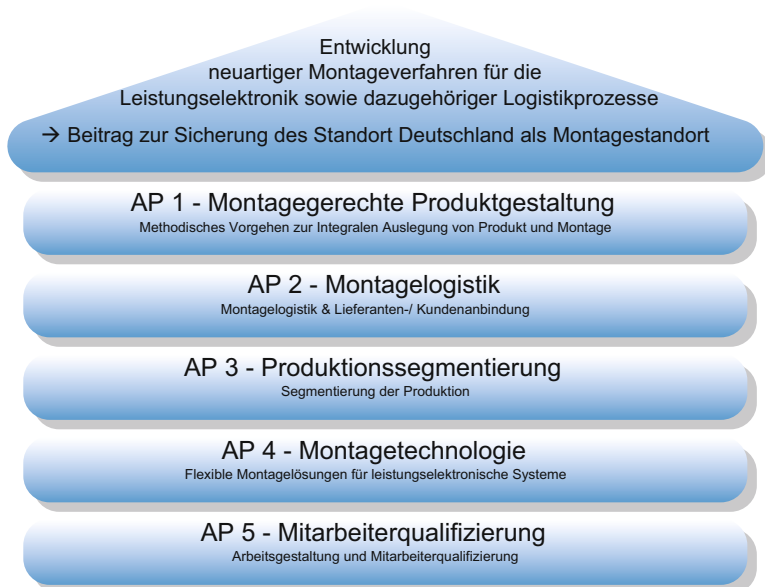 Entwicklung
neuartiger Montageverfahren für die
Leistungselektronik sowie dazugehöriger Logistikprozesse
→ Beitrag zur Sicherung des Standort Deutschland als Montagestandort
AP 1 - Montagegerechte Produktgestaltung
Methodisches Vorgehen zur Integralen Auslegung von Produkt und Montage
AP 2 - Montagelogistik
Montagelogistik & Lieferanten-/ Kundenanbindung
AP 3 - Produktionssegmentierung
Segmentierung der Produktion
AP 4 - Montagetechnologie
Flexible Montagelösungen für leistungselektronische Systeme
AP 5 - Mitarbeiterqualifizierung
Arbeitsgestaltung und Mitarbeiterqualifizierung